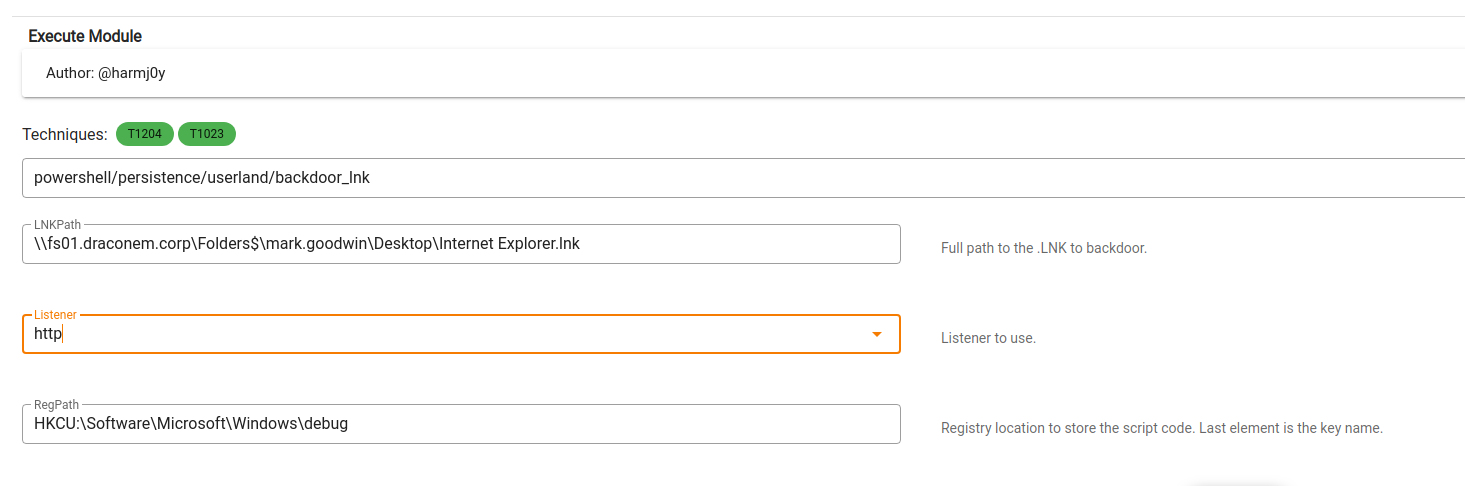 Execute Module
Author: @harmj0y
Techniques: T1204 T1023
powershell/persistence/userland/backdoor_lnk
LNKPath
\\fs01.draconem.corp\Folders$\mark.goodwin\Desktop\Internet Explorer.lnk
Full path to the .LNK to backdoor.
Listener
http
Listener to use.
RegPath
HKCU:\Software\Microsoft\Windows\debug
Registry location to store the script code. Last element is the key name.